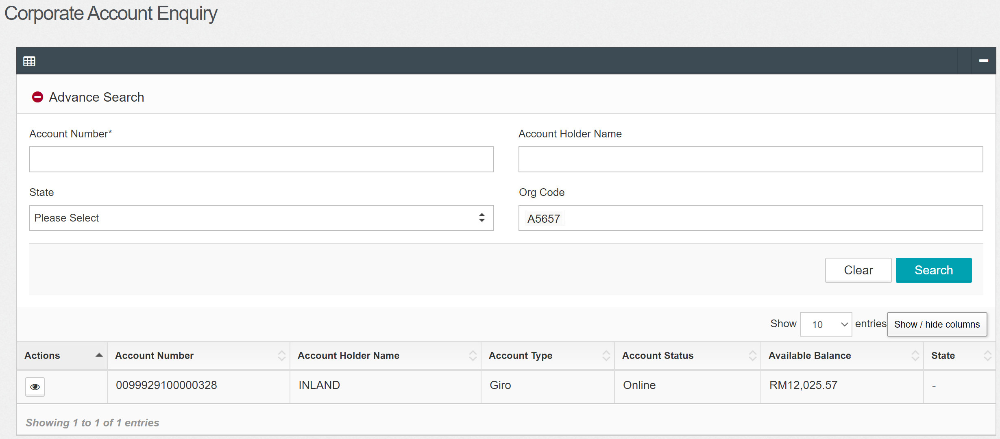 Corporate Account Enquiry
Advance Search
Account Number* Account Holder Name
State Org Code
Please Select A5657
Clear Search
Show 10 entries Show / hide columns
Actions Account Number Account Holder Name Account Type Account Status Available Balance State
0099929100000328 INLAND Giro Online RM12,025.57 -
Showing 1 to 1 of 1 entries